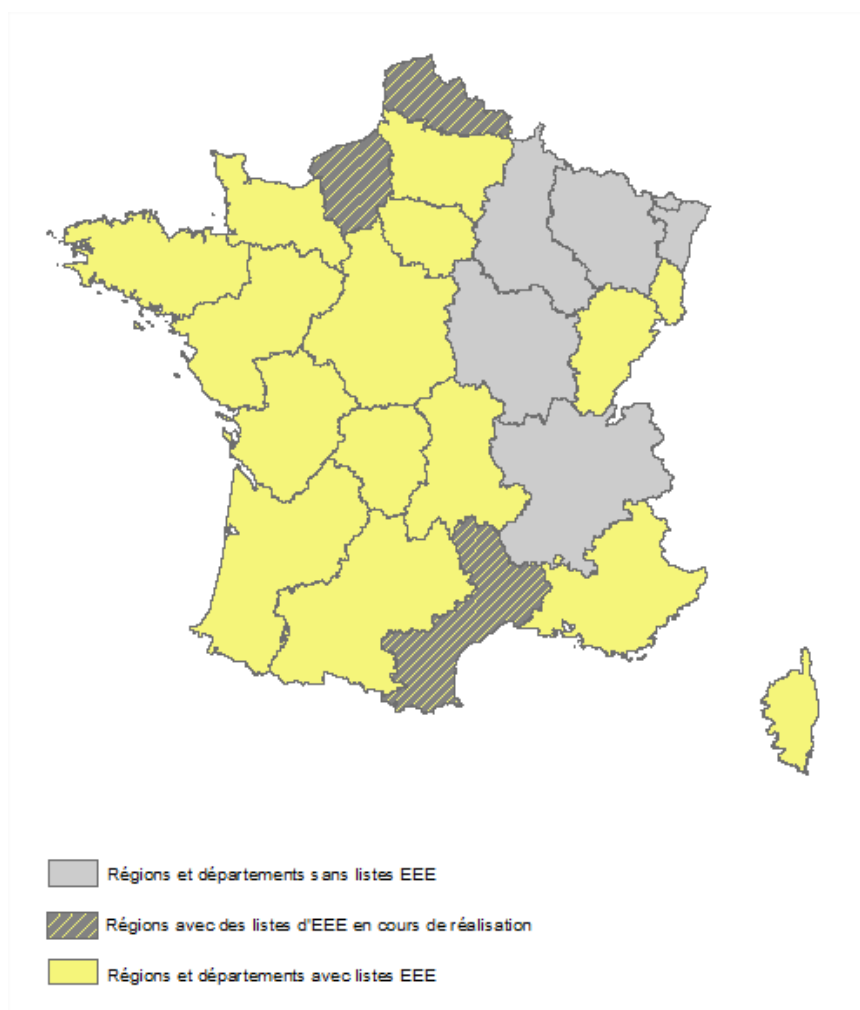 Régions et départements sans listes EEE
Régions avec des listes d'EEE en cours de réalisation
Régions et départements avec listes EEE